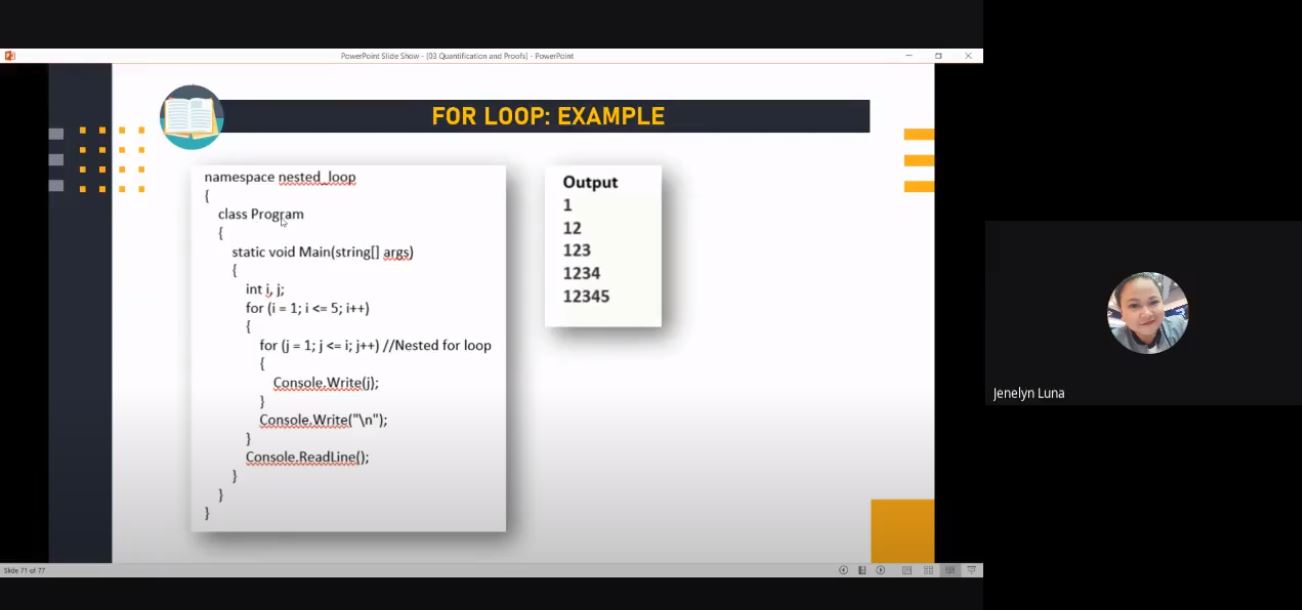 PowerPoint Slide Show - [03 Quantification and Proofs] - PowerPoint
FOR LOOP: EXAMPLE
namespace nested_loop
{
class Program
{
static void Main(string[] args)
{
int i, j;
for (i = 1; i <= 5; i++)
{
for (j = 1; j <= i; j++) //Nested for loop
{
Console.Write(j);
}
Console.Write("\n");
}
Console.ReadLine();
}
}
}
Output
1
12
123
1234
12345
Jenelyn Luna
Slide 71 of 77